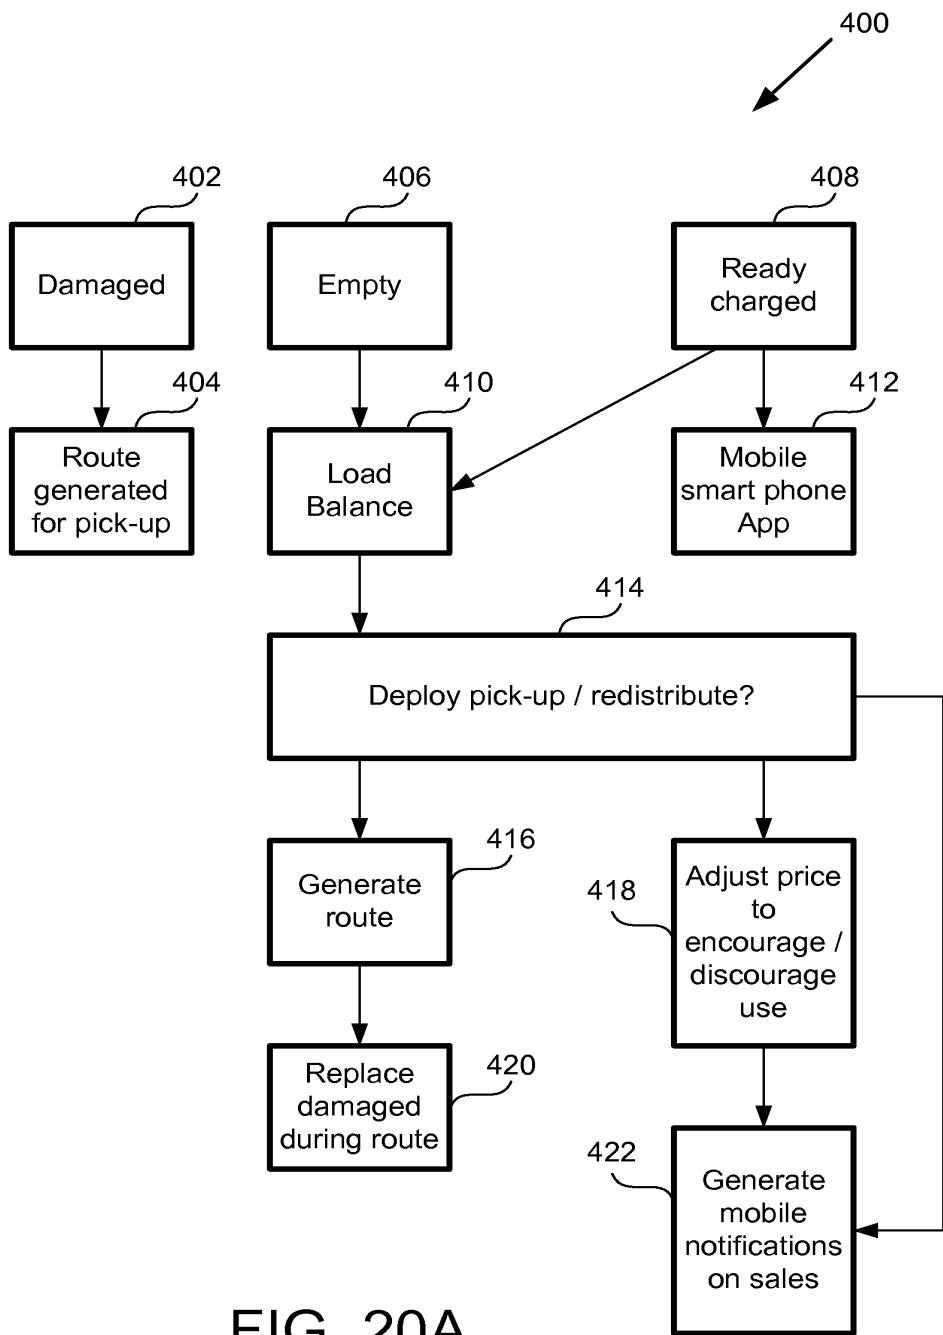 400
402
406
408
Damaged
Empty
Ready
charged
404
410
412
Route
generated
for pick-up
Load
Balance
Mobile
smart phone
App
414
Deploy pick-up / redistribute?
416
Generate
route
418
Adjust price
to
encourage /
discourage
use
420
Replace
damaged
during route
422
Generate
mobile
notifications
on sales
FIG. 20A